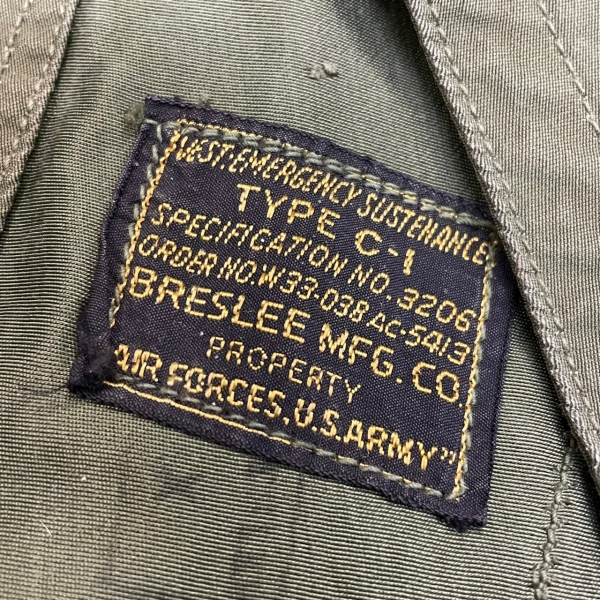 VEST, EMERGENCY SUSTENANCE
TYPE C-1
SPECIFICATION NO. 3206
ORDER NO. W33-038 AC-5413
BRESLEE MFG. CO.
PROPERTY
AIR FORCES, U.S. ARMY"